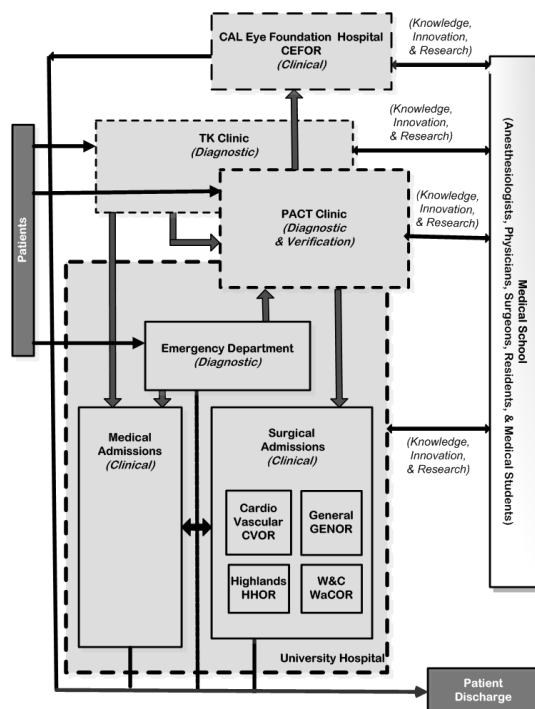 CAL Eye Foundation Hospital
CEFOR
(Clinical)
(Knowledge,
Innovation,
& Research)
TK Clinic
(Diagnostic)
(Knowledge,
Innovation,
& Research)
PACT Clinic
(Diagnostic
& Verification)
(Knowledge,
Innovation,
& Research)
Patients
Emergency Department
(Diagnostic)
Medical
Admissions
(Clinical)
Surgical
Admissions
(Clinical)
(Knowledge,
Innovation,
& Research)
Cardio
Vascular
CVOR
General
GENOR
Highlands
HHOR
W&C
WaCOR
University Hospital
Medical School
(Anesthesiologists, Physicians, Surgeons, Residents, & Medical Students)
Patient
Discharge